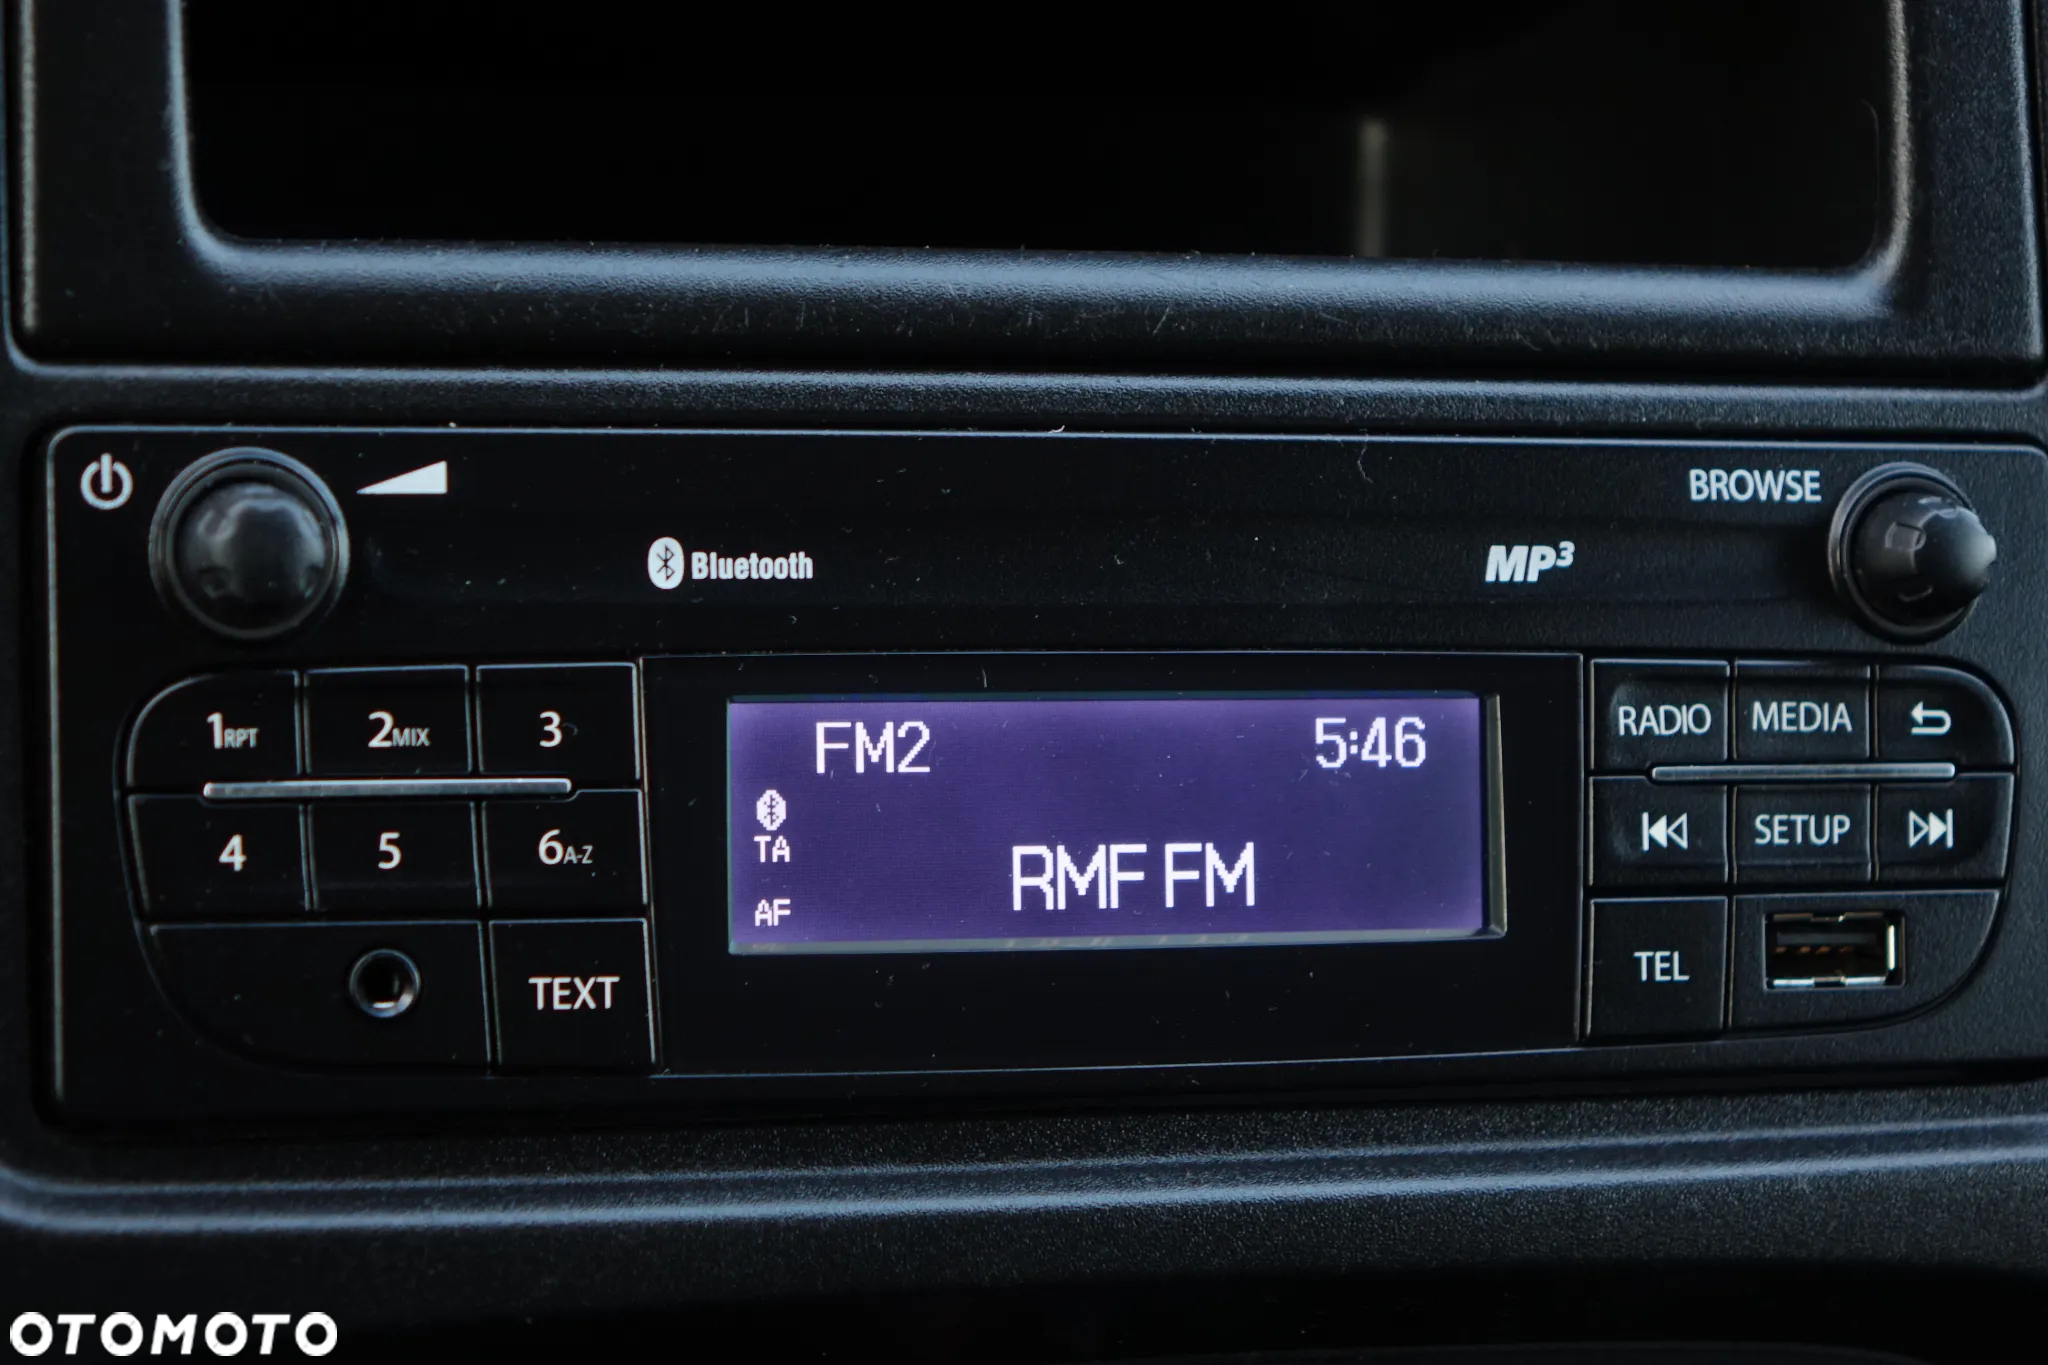 BROWSE
Bluetooth
MP3
1RPT 2MIX 3
4 5 6A-Z
TEXT
FM2 5:46
TA
AF
RMF FM
RADIO MEDIA
SETUP
TEL
OTOMOTO